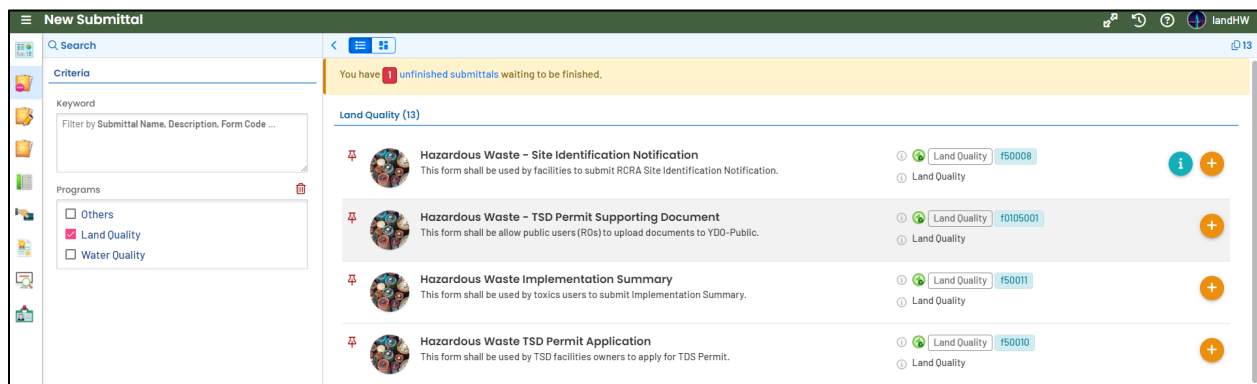 New Submittal
landHW
Search
13
Criteria
You have 1 unfinished submittals waiting to be finished.
Keyword
Filter by Submittal Name, Description, Form Code ...
Programs
Others
Land Quality
Water Quality
Land Quality (13)
Hazardous Waste - Site Identification Notification
This form shall be used by facilities to submit RCRA Site Identification Notification.
Land Quality f50008
Land Quality
Hazardous Waste - TSD Permit Supporting Document
This form shall be allow public users (ROs) to upload documents to YDO-Public.
Land Quality f0105001
Land Quality
Hazardous Waste Implementation Summary
This form shall be used by toxics users to submit Implementation Summary.
Land Quality f50011
Land Quality
Hazardous Waste TSD Permit Application
This form shall be used by TSD facilities owners to apply for TDS Permit.
Land Quality f50010
Land Quality